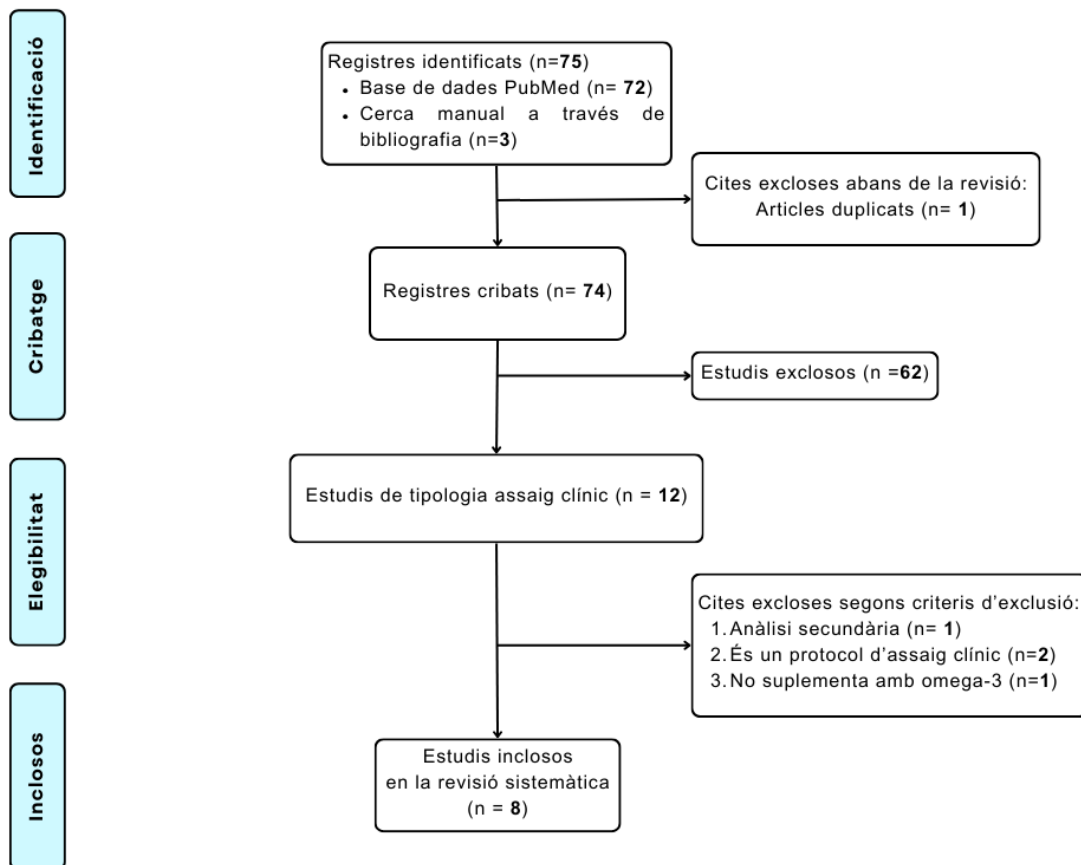 Identificació
Registres identificats (n=75)
• Base de dades PubMed (n= 72)
• Cerca manual a través de
bibliografia (n=3)
Cites excloses abans de la revisió:
Articles duplicats (n= 1)
Cribatge
Registres cribats (n= 74)
Estudis exclosos (n =62)
Elegibilitat
Estudis de tipologia assaig clínic (n = 12)
Cites excloses segons criteris d'exclusió:
1. Anàlisi secundària (n= 1)
2. És un protocol d'assaig clínic (n=2)
3. No suplementa amb omega-3 (n=1)
Inclosos
Estudis inclosos
en la revisió sistemàtica
(n = 8)